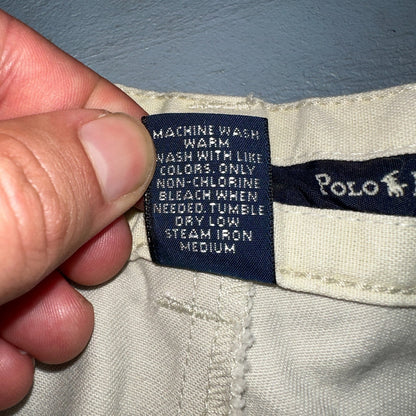 MACHINE WASH
WARM
WASH WITH LIKE
COLORS. ONLY
NON-CHLORINE
BLEACH WHEN
NEEDED. TUMBLE
DRY LOW
STEAM IRON
MEDIUM
POLO